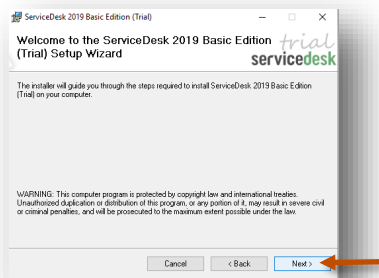 ServiceDesk 2019 Basic Edition (Trial)
Welcome to the ServiceDesk 2019 Basic Edition
(Trial) Setup Wizard
trial
servicedesk
The installer will guide you through the steps required to install ServiceDesk 2019 Basic Edition
(Trial) on your computer.
WARNING: This computer program is protected by copyright law and international treaties.
Unauthorized duplication or distribution of this program, or any portion of it, may result in severe civil
or criminal penalties, and will be prosecuted to the maximum extent possible under the law.
Cancel
< Back
Next >